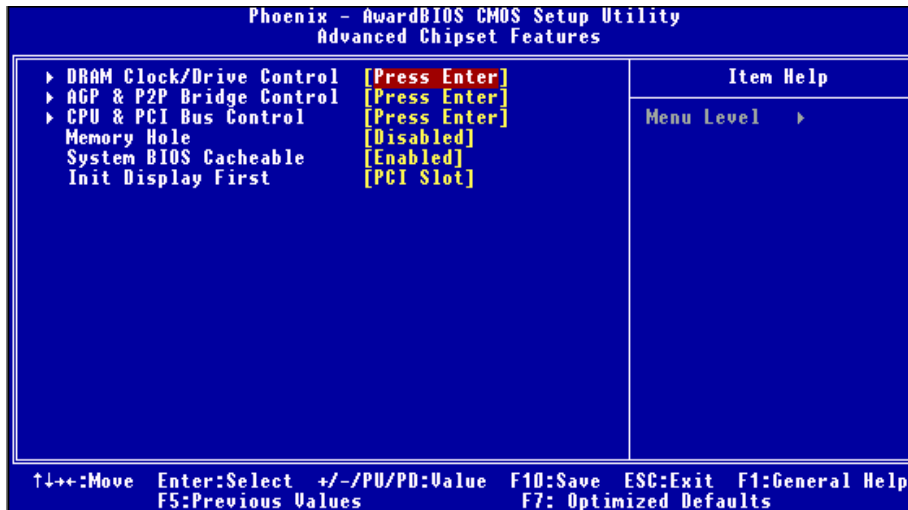 Phoenix - AwardBIOS CMOS Setup Utility
Advanced Chipset Features
▸ DRAM Clock/Drive Control [Press Enter]
▸ AGP & P2P Bridge Control [Press Enter]
▸ CPU & PCI Bus Control [Press Enter]
Memory Hole [Disabled]
System BIOS Cacheable [Enabled]
Init Display First [PCI Slot]
Item Help
Menu Level ▸
↑↓→←:Move Enter:Select +/-/PU/PD:Value F10:Save ESC:Exit F1:General Help
F5:Previous Values F7: Optimized Defaults